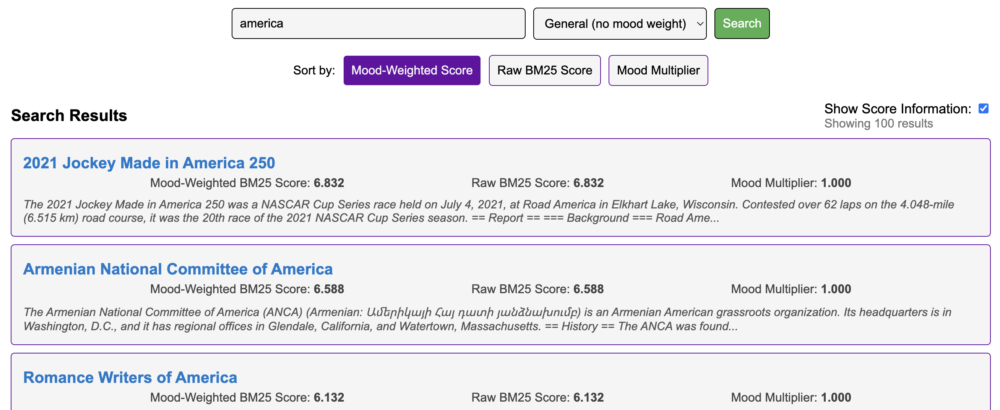 america
General (no mood weight)
Search
Sort by:
Mood-Weighted Score
Raw BM25 Score
Mood Multiplier
Search Results
Show Score Information:
Showing 100 results
2021 Jockey Made in America 250
Mood-Weighted BM25 Score: 6.832
Raw BM25 Score: 6.832
Mood Multiplier: 1.000
The 2021 Jockey Made in America 250 was a NASCAR Cup Series race held on July 4, 2021, at Road America in Elkhart Lake, Wisconsin. Contested over 62 laps on the 4.048-mile
(6.515 km) road course, it was the 20th race of the 2021 NASCAR Cup Series season. == Report == === Background === Road Ame...
Armenian National Committee of America
Mood-Weighted BM25 Score: 6.588
Raw BM25 Score: 6.588
Mood Multiplier: 1.000
The Armenian National Committee of America (ANCA) (Armenian: Ամերիկայի Հայ դատի յանձնախումբ) is an Armenian American grassroots organization. Its headquarters is in
Washington, D.C., and it has regional offices in Glendale, California, and Watertown, Massachusetts. == History == The ANCA was found...
Romance Writers of America
Mood-Weighted BM25 Score: 6.132
Raw BM25 Score: 6.132
Mood Multiplier: 1.000